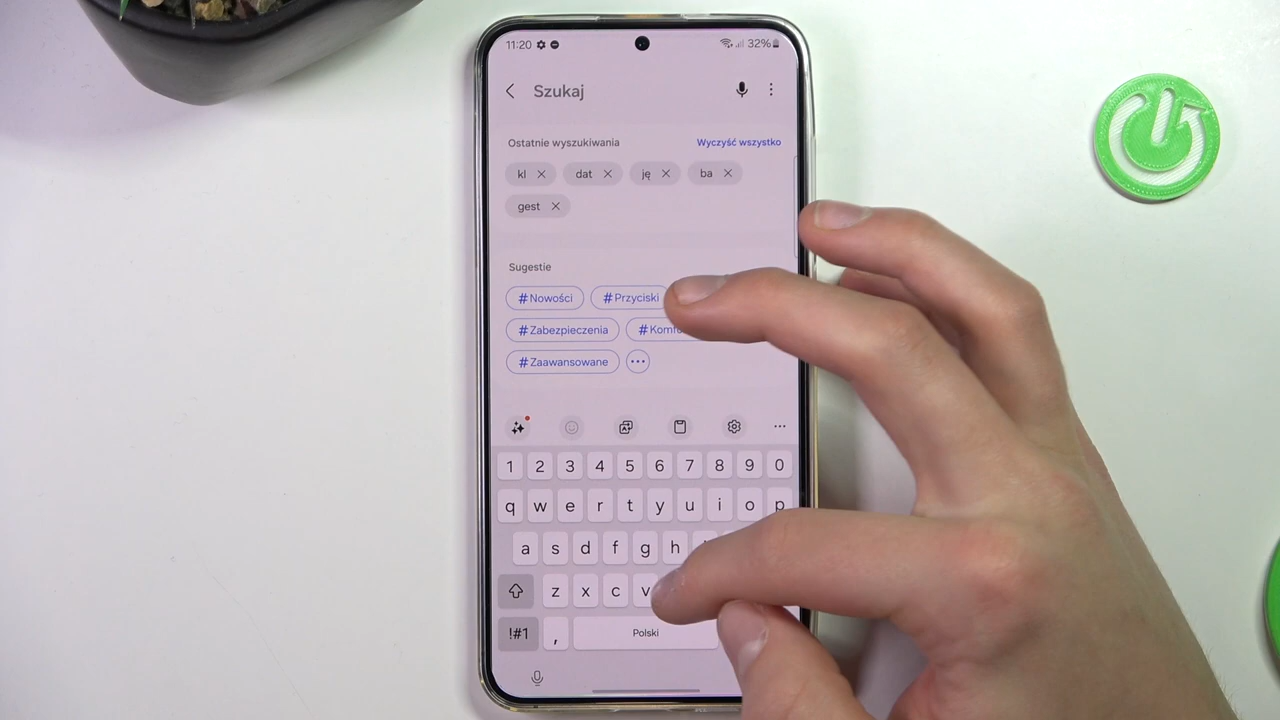 11:20 32%
Szukaj
Ostatnie wyszukiwania Wyczyść wszystko
kl dat ję ba
gest
Sugestie
#Nowości #Przyciski
#Zabezpieczenia
#Zaawansowane
1 2 3 4 5 6 7 8 9 0
q w e r t y u i o p
a s d f g h
z x c v
!#1 , Polski